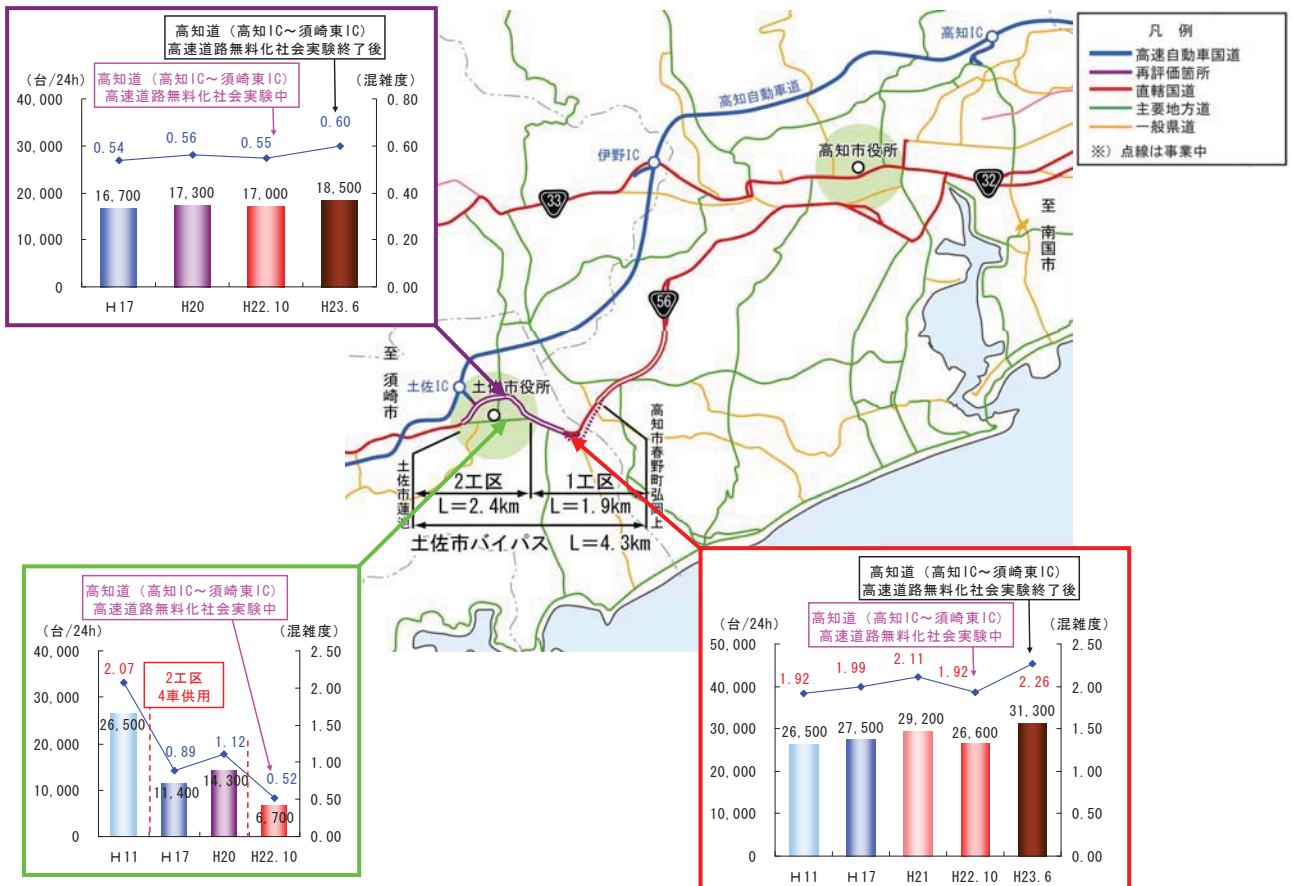 高知道（高知IC～須崎東IC）
高速道路無料化社会実験終了後
高知道（高知IC～須崎東IC）
高速道路無料化社会実験中
（台/24h）
（混雑度）
40,000
30,000
20,000
10,000
0
0.80
0.60
0.40
0.20
0.00
0.54
0.56
0.55
0.60
16,700
17,300
17,000
18,500
H17
H20
H22.10
H23.6
凡 例
高速自動車国道
再評価箇所
直轄国道
主要地方道
一般県道
※）点線は事業中
高知IC
高知自動車道
伊野IC
高知市役所
33
32
56
至 南国市
至 須崎市
土佐IC
土佐市役所
土佐市蓮池
高知市春野町弘岡上
2工区
L=2.4km
1工区
L=1.9km
土佐市バイパス L=4.3km
高知道（高知IC～須崎東IC）
高速道路無料化社会実験中
（台/24h）
（混雑度）
40,000
30,000
20,000
10,000
0
2.50
2.00
1.50
1.00
0.50
0.00
2工区
4車供用
2.07
0.89
1.12
0.52
26,500
11,400
14,300
6,700
H11
H17
H20
H22.10
高知道（高知IC～須崎東IC）
高速道路無料化社会実験終了後
高知道（高知IC～須崎東IC）
高速道路無料化社会実験中
（台/24h）
（混雑度）
50,000
40,000
30,000
20,000
10,000
0
2.50
2.00
1.50
1.00
0.50
0.00
1.92
1.99
2.11
1.92
2.26
26,500
27,500
29,200
26,600
31,300
H11
H17
H21
H22.10
H23.6